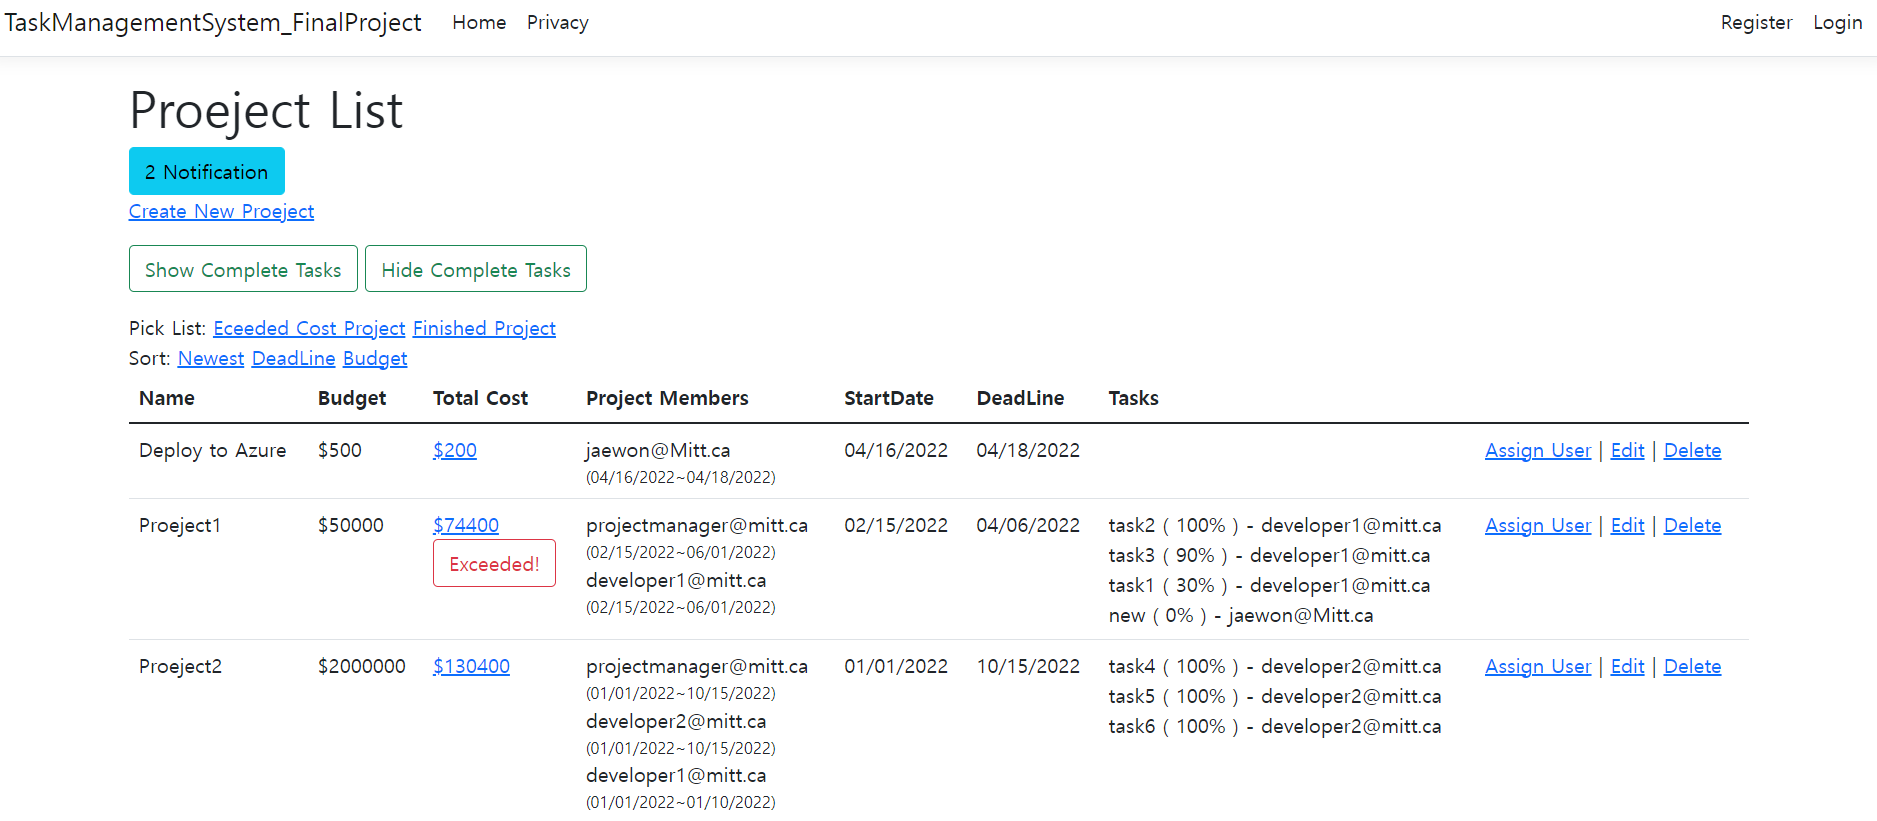 TaskManagementSystem_FinalProject Home Privacy Register Login
Proeject List
2 Notification
Create New Proeject
Show Complete Tasks Hide Complete Tasks
Pick List: Eceeded Cost Project Finished Project
Sort: Newest DeadLine Budget
Name Budget Total Cost Project Members StartDate DeadLine Tasks
Deploy to Azure $500 $200 jaewon@Mitt.ca 04/16/2022 04/18/2022 Assign User | Edit | Delete
(04/16/2022~04/18/2022)
Proeject1 $50000 $74400 projectmanager@mitt.ca 02/15/2022 04/06/2022 task2 ( 100% ) - developer1@mitt.ca Assign User | Edit | Delete
(02/15/2022~06/01/2022) task3 ( 90% ) - developer1@mitt.ca
Exceeded! developer1@mitt.ca task1 ( 30% ) - developer1@mitt.ca
(02/15/2022~06/01/2022) new ( 0% ) - jaewon@Mitt.ca
Proeject2 $2000000 $130400 projectmanager@mitt.ca 01/01/2022 10/15/2022 task4 ( 100% ) - developer2@mitt.ca Assign User | Edit | Delete
(01/01/2022~10/15/2022) task5 ( 100% ) - developer2@mitt.ca
developer2@mitt.ca task6 ( 100% ) - developer2@mitt.ca
(01/01/2022~10/15/2022)
developer1@mitt.ca
(01/01/2022~01/10/2022)